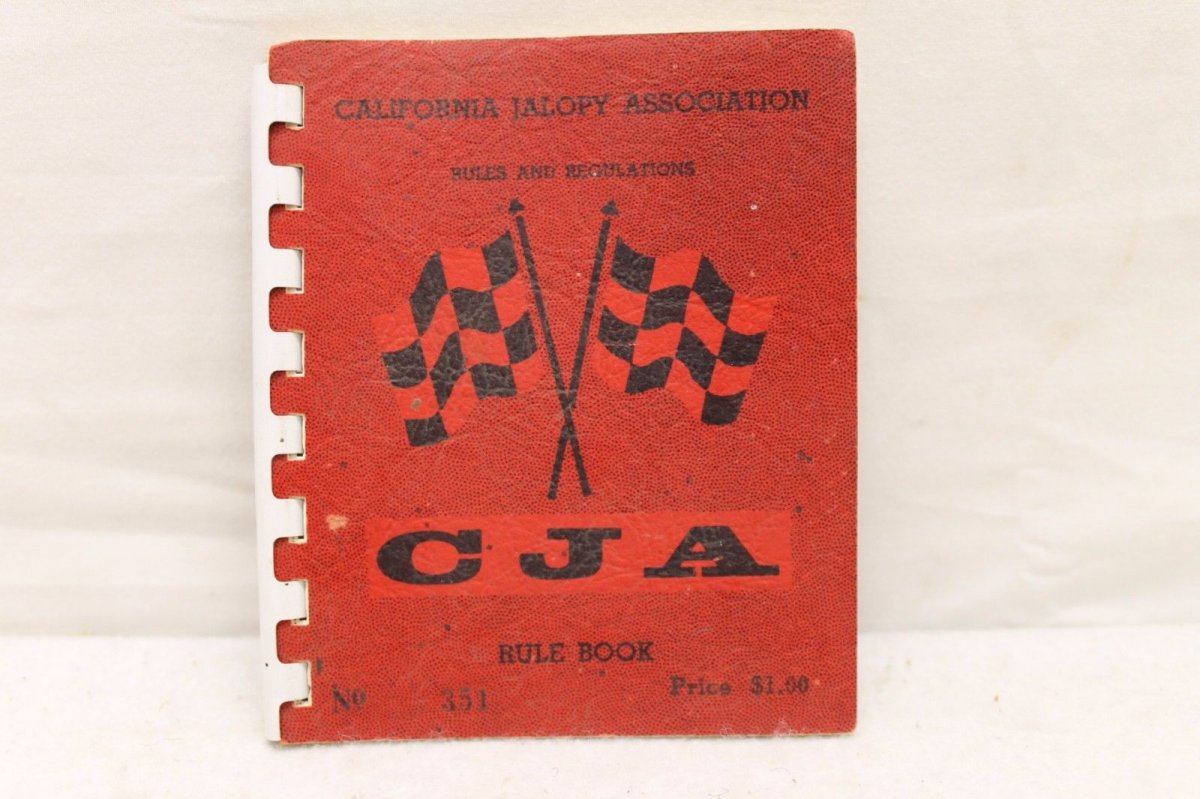 CALIFORNIA JALOPY ASSOCIATION
RULES AND REGULATIONS
CJA
RULE BOOK
Nº 351 Price $1.00